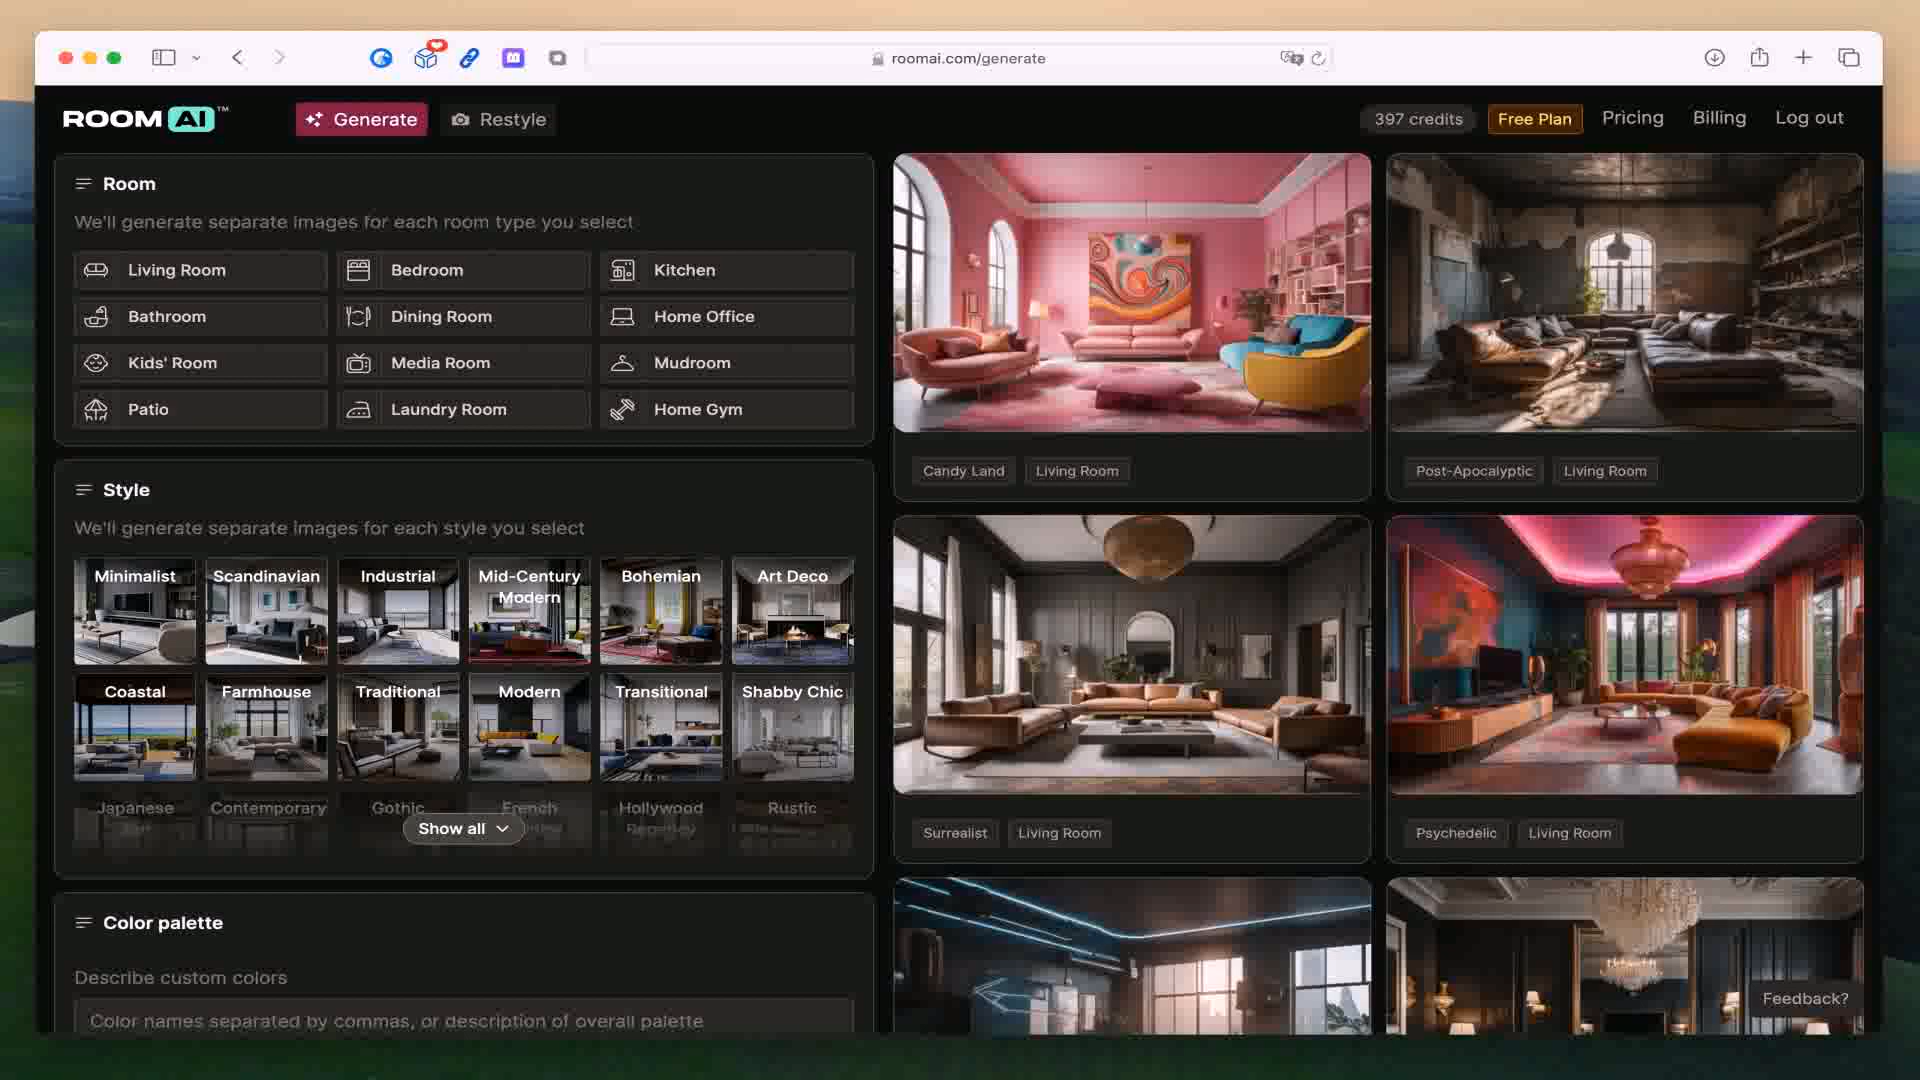 roomai.com/generate
ROOM AI™
Generate
Restyle
397 credits
Free Plan
Pricing
Billing
Log out
Room
We'll generate separate images for each room type you select
Living Room
Bedroom
Kitchen
Bathroom
Dining Room
Home Office
Kids' Room
Media Room
Mudroom
Patio
Laundry Room
Home Gym
Style
We'll generate separate images for each style you select
Minimalist
Scandinavian
Industrial
Mid-Century
Modern
Bohemian
Art Deco
Coastal
Farmhouse
Traditional
Modern
Transitional
Shabby Chic
Japanese
Contemporary
Gothic
French
Hollywood
Regency
Rustic
Show all
Color palette
Describe custom colors
Color names separated by commas, or description of overall palette
Candy Land
Living Room
Post-Apocalyptic
Living Room
Surrealist
Living Room
Psychedelic
Living Room
Feedback?